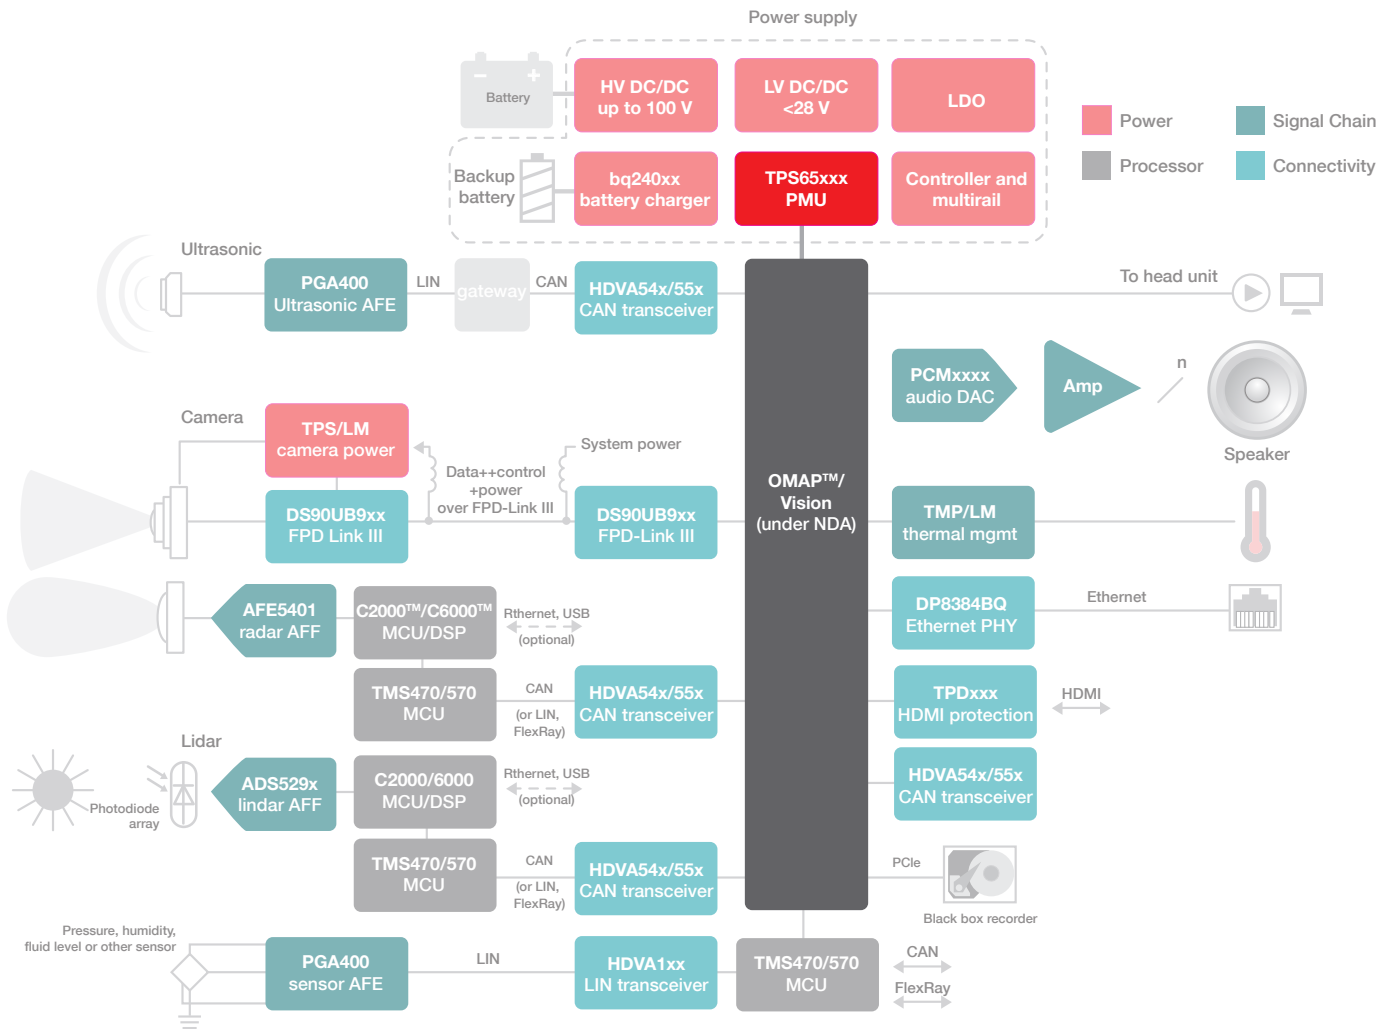 Power supply
Battery
HV DC/DC
up to 100 V
LV DC/DC
<28 V
LDO
Power
Signal Chain
Processor
Connectivity
Backup
battery
bq240xx
battery charger
TPS65xxx
PMU
Controller and
multirail
Ultrasonic
PGA400
Ultrasonic AFE
LIN
gateway
CAN
HDVA54x/55x
CAN transceiver
To head unit
PCMxxxx
audio DAC
Amp
n
Speaker
Camera
TPS/LM
camera power
System power
Data++control
+power
over FPD-Link III
DS90UB9xx
FPD Link III
DS90UB9xx
FPD-Link III
OMAP™/
Vision
(under NDA)
TMP/LM
thermal mgmt
AFE5401
radar AFF
C2000™/C6000™
MCU/DSP
Rthernet, USB
(optional)
DP8384BQ
Ethernet PHY
Ethernet
TMS470/570
MCU
CAN
(or LIN,
FlexRay)
HDVA54x/55x
CAN transceiver
TPDxxx
HDMI protection
HDMI
Lidar
Photodiode
array
ADS529x
lindar AFF
C2000/6000
MCU/DSP
Rthernet, USB
(optional)
HDVA54x/55x
CAN transceiver
TMS470/570
MCU
CAN
(or LIN,
FlexRay)
HDVA54x/55x
CAN transceiver
PCIe
Black box recorder
Pressure, humidity,
fluid level or other sensor
PGA400
sensor AFE
LIN
HDVA1xx
LIN transceiver
TMS470/570
MCU
CAN
FlexRay